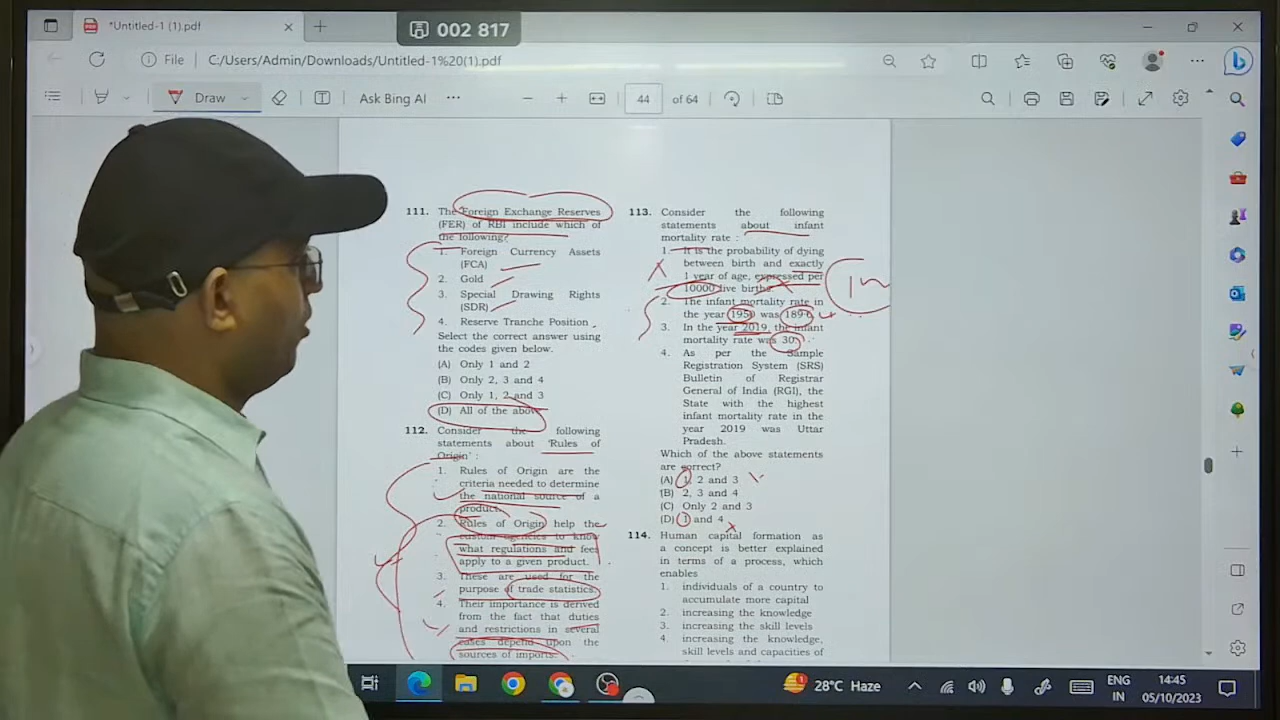 *Untitled-1 (1).pdf
002 817
File
C:/Users/Admin/Downloads/Untitled-1%20(1).pdf
Draw
Ask Bing AI
44
of 64
111. The Foreign Exchange Reserves
(FER) of RBI include which of
the following?
1. Foreign Currency Assets
(FCA)
2. Gold
3. Special Drawing Rights
(SDR)
4. Reserve Tranche Position
Select the correct answer using
the codes given below.
(A) Only 1 and 2
(B) Only 2, 3 and 4
(C) Only 1, 2 and 3
(D) All of the above
112. Consider the following
statements about 'Rules of
Origin' :
1. Rules of Origin are the
criteria needed to determine
the national source of a
product.
2. Rules of Origin help the
custom agencies to know
what regulations and fees
apply to a given product.
3. These are used for the
purpose of trade statistics.
4. Their importance is derived
from the fact that duties
and restrictions in several
cases depend upon the
sources of imports.
113. Consider the following
statements about infant
mortality rate :
1. It is the probability of dying
between birth and exactly
1 year of age, expressed per
10000 live births.
2. The infant mortality rate in
the year 1950 was 189·6
3. In the year 2019, the infant
mortality rate was 30.
4. As per the Sample
Registration System (SRS)
Bulletin of Registrar
General of India (RGI), the
State with the highest
infant mortality rate in the
year 2019 was Uttar
Pradesh.
Which of the above statements
are correct?
(A) 1, 2 and 3
(B) 2, 3 and 4
(C) Only 2 and 3
(D) 1 and 4
114. Human capital formation as
a concept is better explained
in terms of a process, which
enables
1. individuals of a country to
accumulate more capital
2. increasing the knowledge
3. increasing the skill levels
4. increasing the knowledge,
skill levels and capacities of
28°C Haze
ENG
IN
14:45
05/10/2023